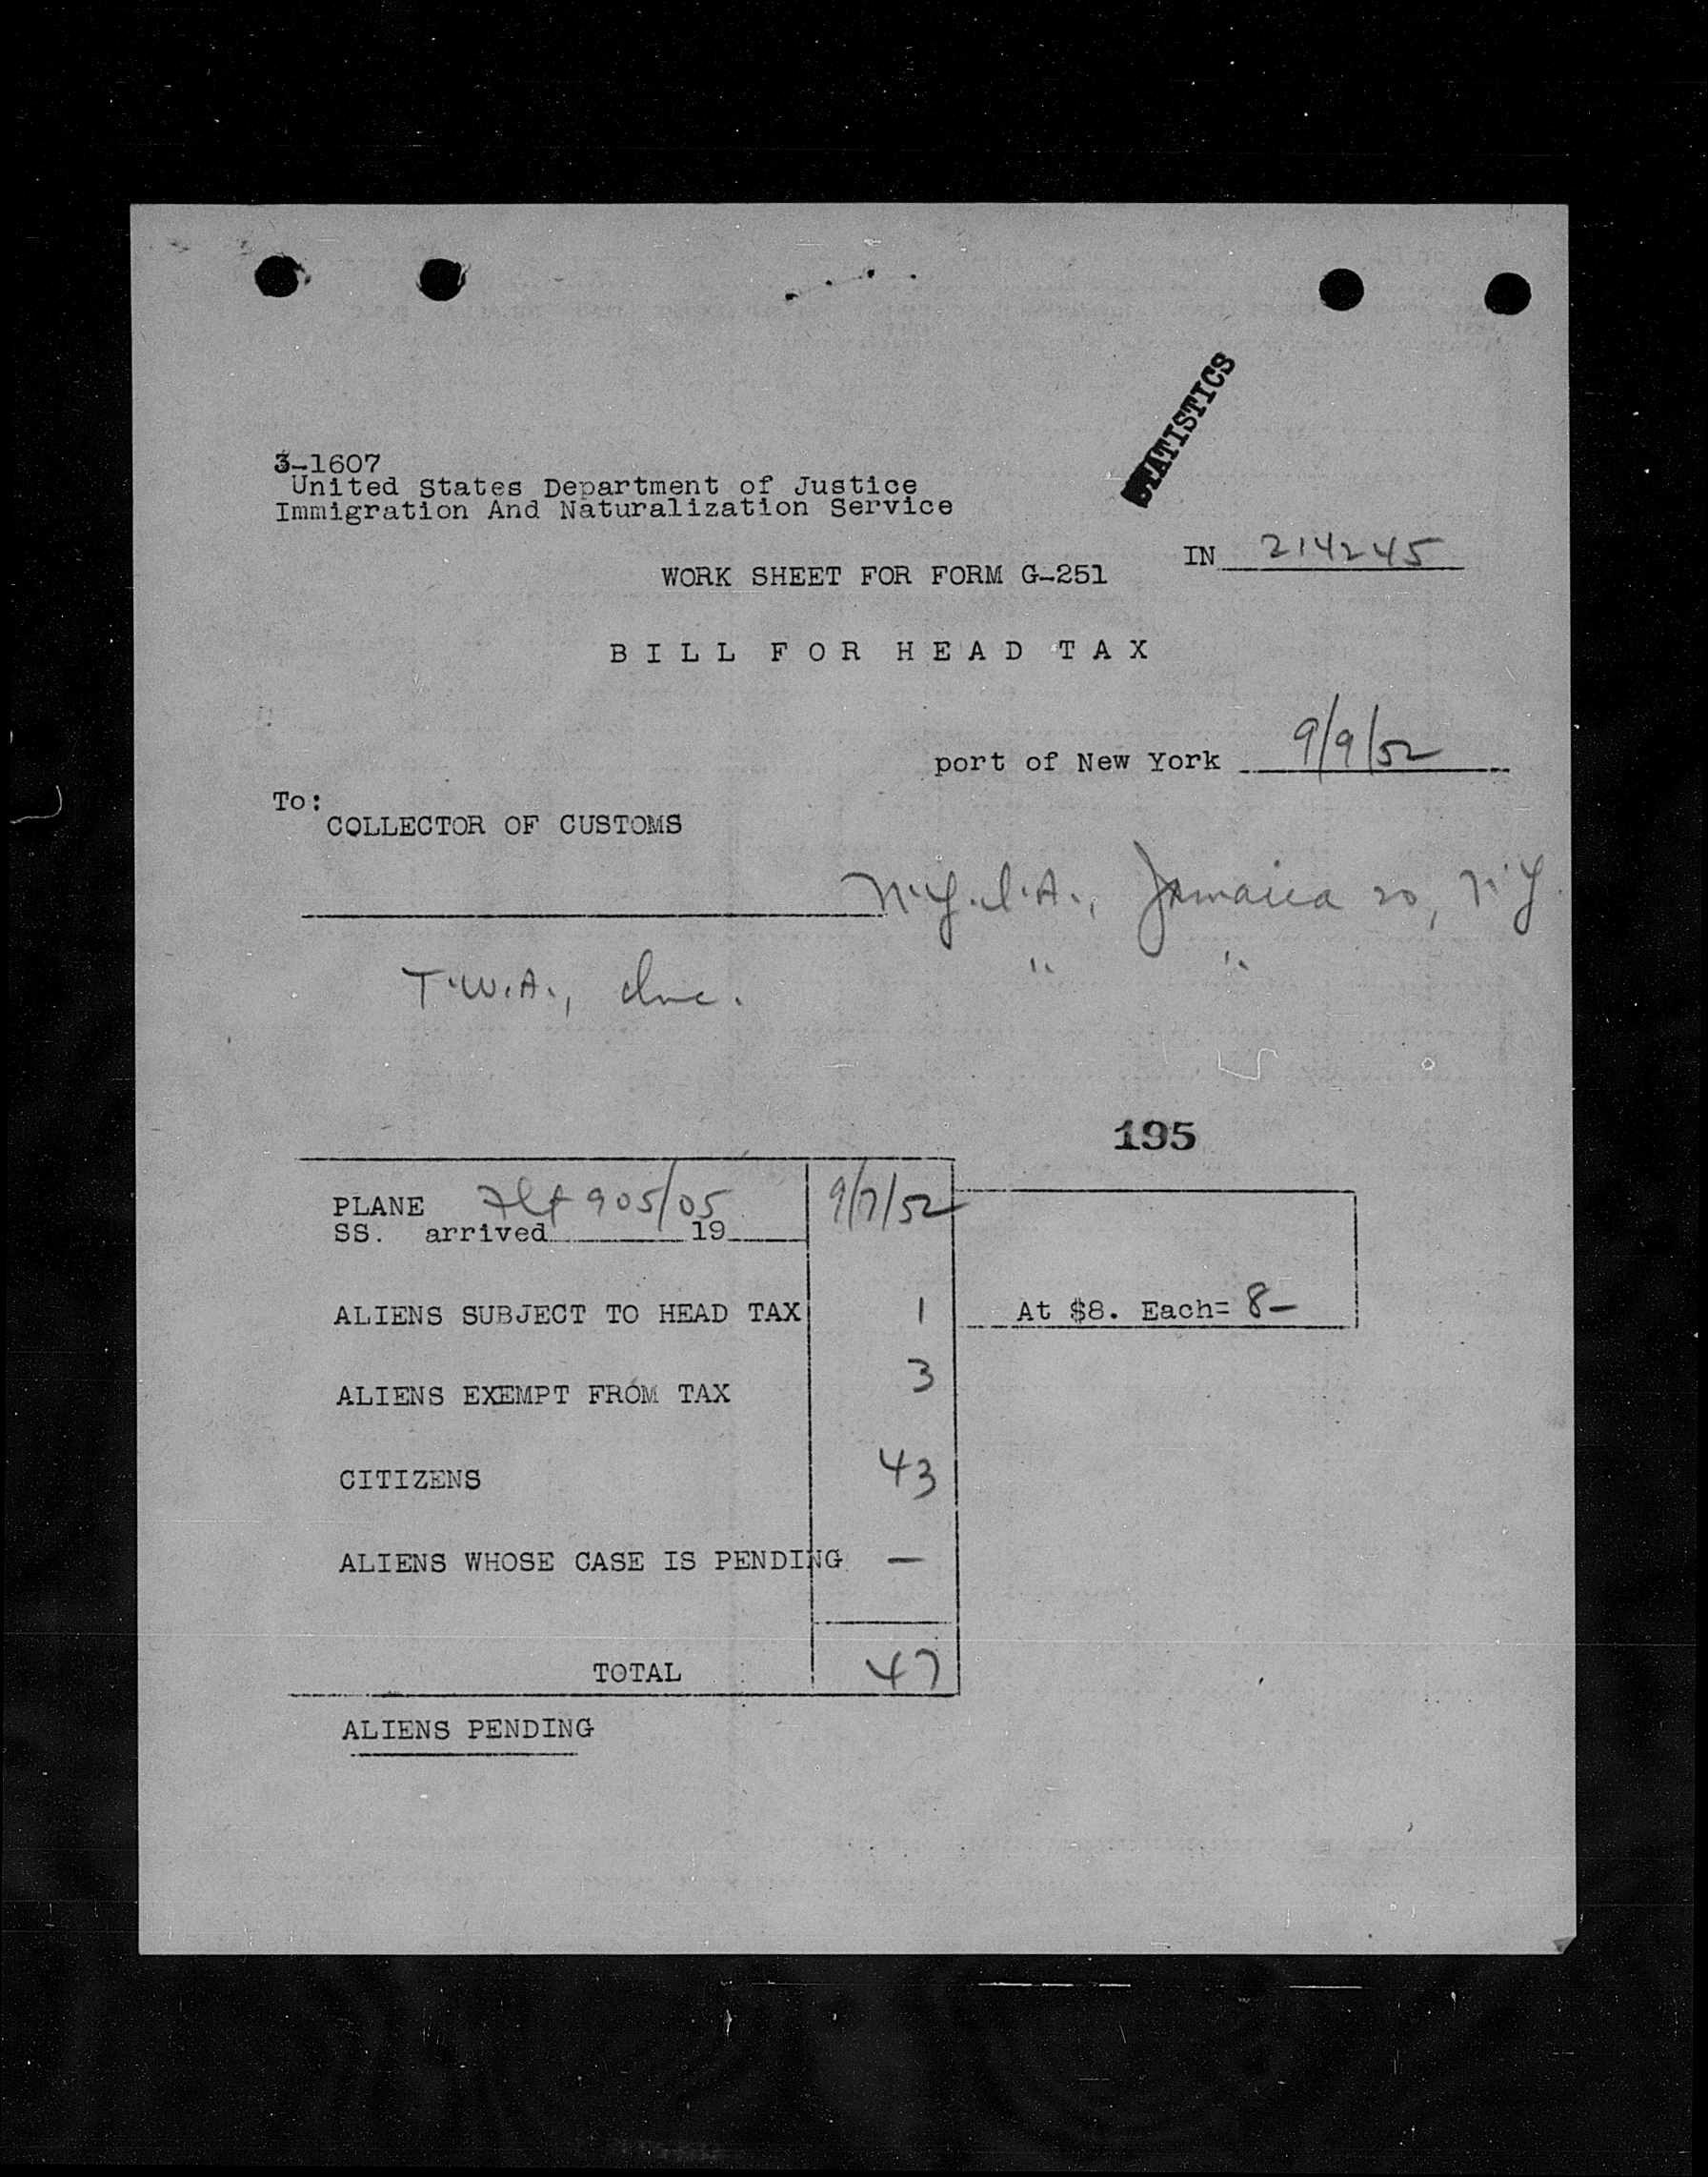 STATISTICS
3-1607
United States Department of Justice
Immigration And Naturalization Service
IN 214245
WORK SHEET FOR FORM G-251
BILL FOR HEAD TAX
port of New York 9/9/52
To:
COLLECTOR OF CUSTOMS
N.Y.I.A., Jamaica 20, N.Y.
T.W.A., Inc. " "
195
PLANE Flt 905/05 9/7/52
SS. arrived 19
ALIENS SUBJECT TO HEAD TAX 1 At $8. Each= 8-
ALIENS EXEMPT FROM TAX 3
CITIZENS 43
ALIENS WHOSE CASE IS PENDING —
TOTAL 47
ALIENS PENDING